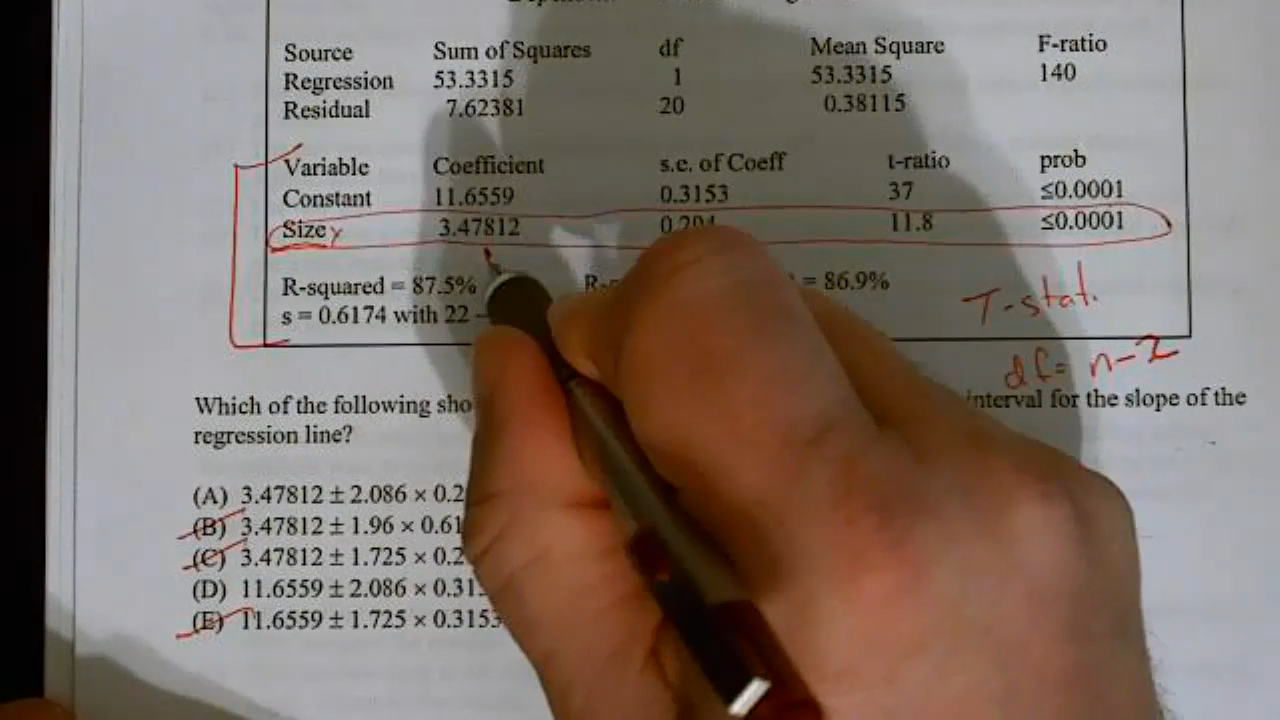 Source Sum of Squares df Mean Square F-ratio
Regression 53.3315 1 53.3315 140
Residual 7.62381 20 0.38115
Variable Coefficient s.e. of Coeff t-ratio prob
Constant 11.6559 0.3153 37 ≤0.0001
Size 3.47812 11.8 ≤0.0001
R-squared = 87.5% = 86.9%
s = 0.6174 with 22
T-stat.
df = n-2
Which of the following interval for the slope of the
regression line?
(A) 3.47812 ± 2.086 × 0.2
(B) 3.47812 ± 1.96 × 0.61
(C) 3.47812 ± 1.725 × 0.2
(D) 11.6559 ± 2.086 × 0.31
(E) 11.6559 ± 1.725 × 0.3153